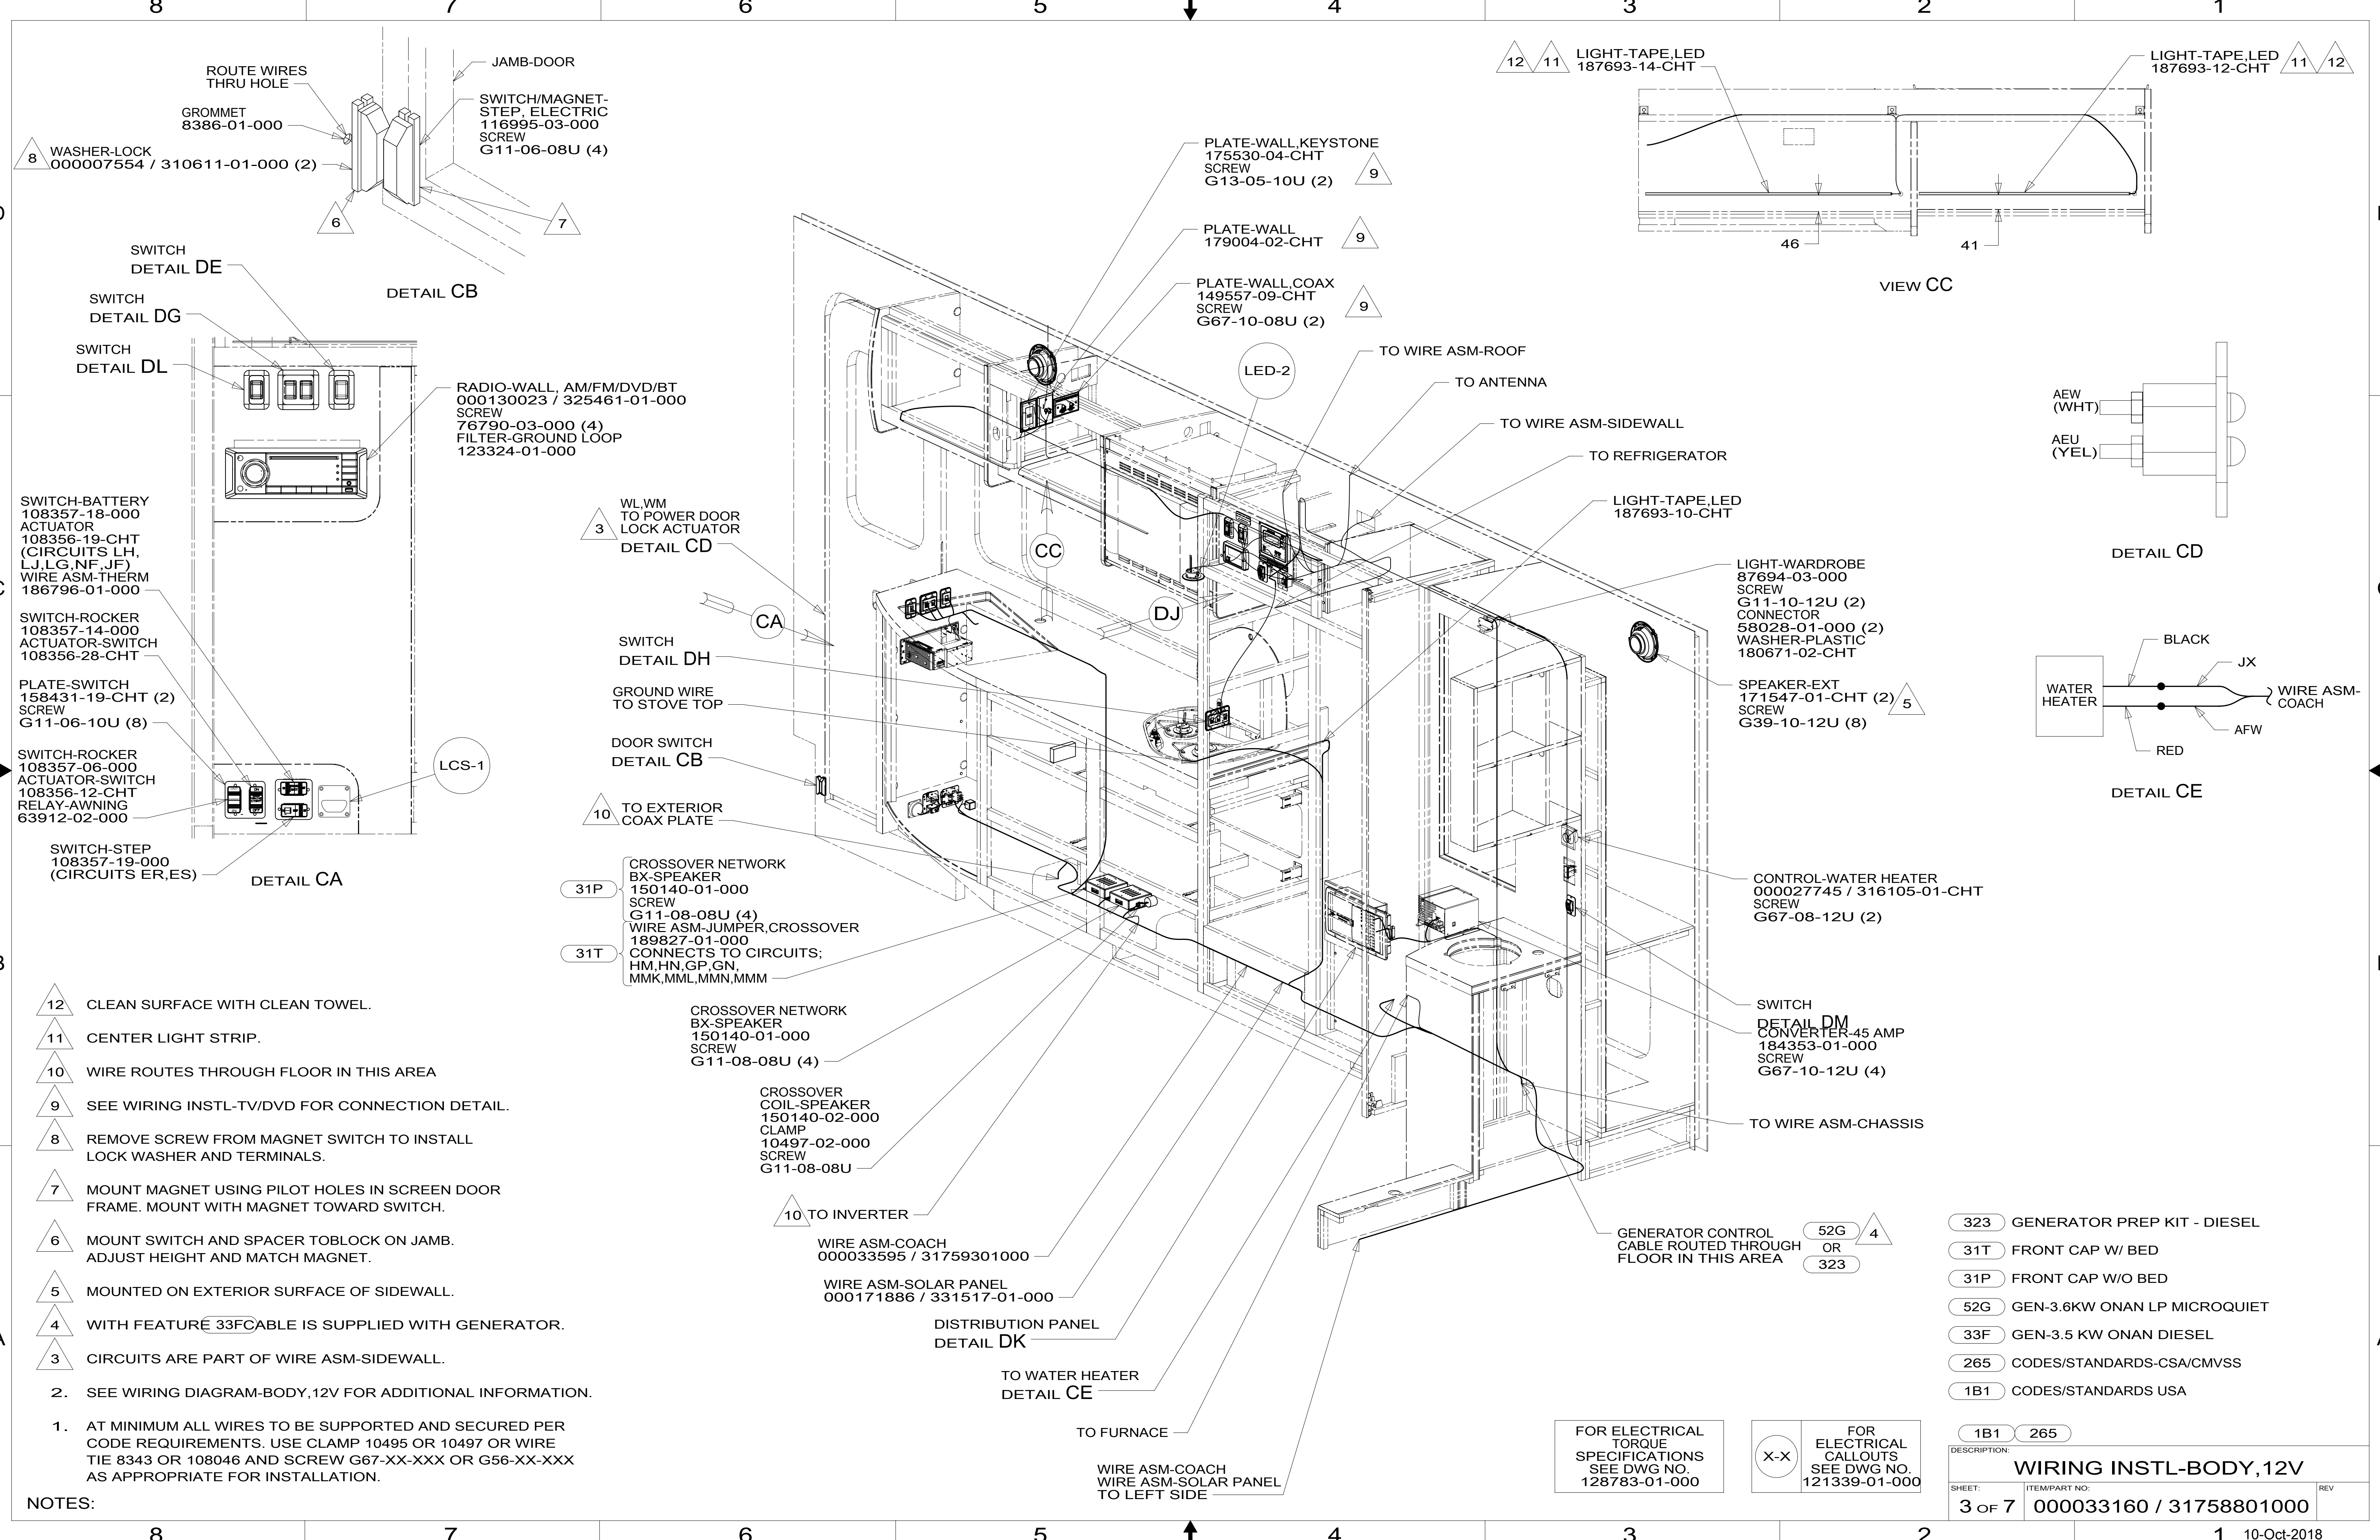 8 7 6 5 4 3 2 1
ROUTE WIRES
THRU HOLE
GROMMET
8386-01-000
8
WASHER-LOCK
000007554 / 310611-01-000 (2)
JAMB-DOOR
SWITCH/MAGNET-
STEP, ELECTRIC
116995-03-000
SCREW
G11-06-08U (4)
6
7
DETAIL CB
SWITCH
DETAIL DE
SWITCH
DETAIL DG
SWITCH
DETAIL DL
RADIO-WALL, AM/FM/DVD/BT
000130023 / 325461-01-000
SCREW
76790-03-000 (4)
FILTER-GROUND LOOP
123324-01-000
SWITCH-BATTERY
108357-18-000
ACTUATOR
108356-19-CHT
(CIRCUITS LH,
LJ,LG,NF,JF)
WIRE ASM-THERM
186796-01-000
SWITCH-ROCKER
108357-14-000
ACTUATOR-SWITCH
108356-28-CHT
PLATE-SWITCH
158431-19-CHT (2)
SCREW
G11-06-10U (8)
SWITCH-ROCKER
108357-06-000
ACTUATOR-SWITCH
108356-12-CHT
RELAY-AWNING
63912-02-000
SWITCH-STEP
108357-19-000
(CIRCUITS ER,ES)
LCS-1
DETAIL CA
PLATE-WALL,KEYSTONE
175530-04-CHT
SCREW
G13-05-10U (2)
9
PLATE-WALL
179004-02-CHT
9
PLATE-WALL,COAX
149557-09-CHT
SCREW
G67-10-08U (2)
9
LED-2
TO WIRE ASM-ROOF
TO ANTENNA
TO WIRE ASM-SIDEWALL
TO REFRIGERATOR
LIGHT-TAPE,LED
187693-10-CHT
12 11
LIGHT-TAPE,LED
187693-14-CHT
LIGHT-TAPE,LED
187693-12-CHT
11 12
46
41
VIEW CC
AEW
(WHT)
AEU
(YEL)
DETAIL CD
LIGHT-WARDROBE
87694-03-000
SCREW
G11-10-12U (2)
CONNECTOR
58028-01-000 (2)
WASHER-PLASTIC
180671-02-CHT
SPEAKER-EXT
171547-01-CHT (2)
SCREW
G39-10-12U (8)
5
WATER
HEATER
BLACK
JX
WIRE ASM-
COACH
AFW
RED
DETAIL CE
3
WL,WM
TO POWER DOOR
LOCK ACTUATOR
DETAIL CD
CC
CA
DJ
SWITCH
DETAIL DH
GROUND WIRE
TO STOVE TOP
DOOR SWITCH
DETAIL CB
10
TO EXTERIOR
COAX PLATE
31P
CROSSOVER NETWORK
BX-SPEAKER
150140-01-000
SCREW
G11-08-08U (4)
31T
WIRE ASM-JUMPER,CROSSOVER
189827-01-000
CONNECTS TO CIRCUITS;
HM,HN,GP,GN,
MMK,MML,MMN,MMM
CROSSOVER NETWORK
BX-SPEAKER
150140-01-000
SCREW
G11-08-08U (4)
CROSSOVER
COIL-SPEAKER
150140-02-000
CLAMP
10497-02-000
SCREW
G11-08-08U
10 TO INVERTER
WIRE ASM-COACH
000033595 / 31759301000
WIRE ASM-SOLAR PANEL
000171886 / 331517-01-000
DISTRIBUTION PANEL
DETAIL DK
TO WATER HEATER
DETAIL CE
TO FURNACE
WIRE ASM-COACH
WIRE ASM-SOLAR PANEL
TO LEFT SIDE
CONTROL-WATER HEATER
000027745 / 316105-01-CHT
SCREW
G67-08-12U (2)
SWITCH
DETAIL DM
CONVERTER-45 AMP
184353-01-000
SCREW
G67-10-12U (4)
TO WIRE ASM-CHASSIS
GENERATOR CONTROL
CABLE ROUTED THROUGH
FLOOR IN THIS AREA
52G
OR
323
4
12 CLEAN SURFACE WITH CLEAN TOWEL.
11 CENTER LIGHT STRIP.
10 WIRE ROUTES THROUGH FLOOR IN THIS AREA
9 SEE WIRING INSTL-TV/DVD FOR CONNECTION DETAIL.
8 REMOVE SCREW FROM MAGNET SWITCH TO INSTALL
LOCK WASHER AND TERMINALS.
7 MOUNT MAGNET USING PILOT HOLES IN SCREEN DOOR
FRAME. MOUNT WITH MAGNET TOWARD SWITCH.
6 MOUNT SWITCH AND SPACER TOBLOCK ON JAMB.
ADJUST HEIGHT AND MATCH MAGNET.
5 MOUNTED ON EXTERIOR SURFACE OF SIDEWALL.
4 WITH FEATURE 33F CABLE IS SUPPLIED WITH GENERATOR.
3 CIRCUITS ARE PART OF WIRE ASM-SIDEWALL.
2. SEE WIRING DIAGRAM-BODY,12V FOR ADDITIONAL INFORMATION.
1. AT MINIMUM ALL WIRES TO BE SUPPORTED AND SECURED PER
CODE REQUIREMENTS. USE CLAMP 10495 OR 10497 OR WIRE
TIE 8343 OR 108046 AND SCREW G67-XX-XXX OR G56-XX-XXX
AS APPROPRIATE FOR INSTALLATION.
NOTES:
323 GENERATOR PREP KIT - DIESEL
31T FRONT CAP W/ BED
31P FRONT CAP W/O BED
52G GEN-3.6KW ONAN LP MICROQUIET
33F GEN-3.5 KW ONAN DIESEL
265 CODES/STANDARDS-CSA/CMVSS
1B1 CODES/STANDARDS USA
FOR ELECTRICAL
TORQUE
SPECIFICATIONS
SEE DWG NO.
128783-01-000
X-X
FOR
ELECTRICAL
CALLOUTS
SEE DWG NO.
121339-01-000
1B1 265
DESCRIPTION:
WIRING INSTL-BODY,12V
SHEET: ITEM/PART NO: REV
3 OF 7 000033160 / 31758801000
8 7 6 5 4 3 2 1
10-Oct-2018